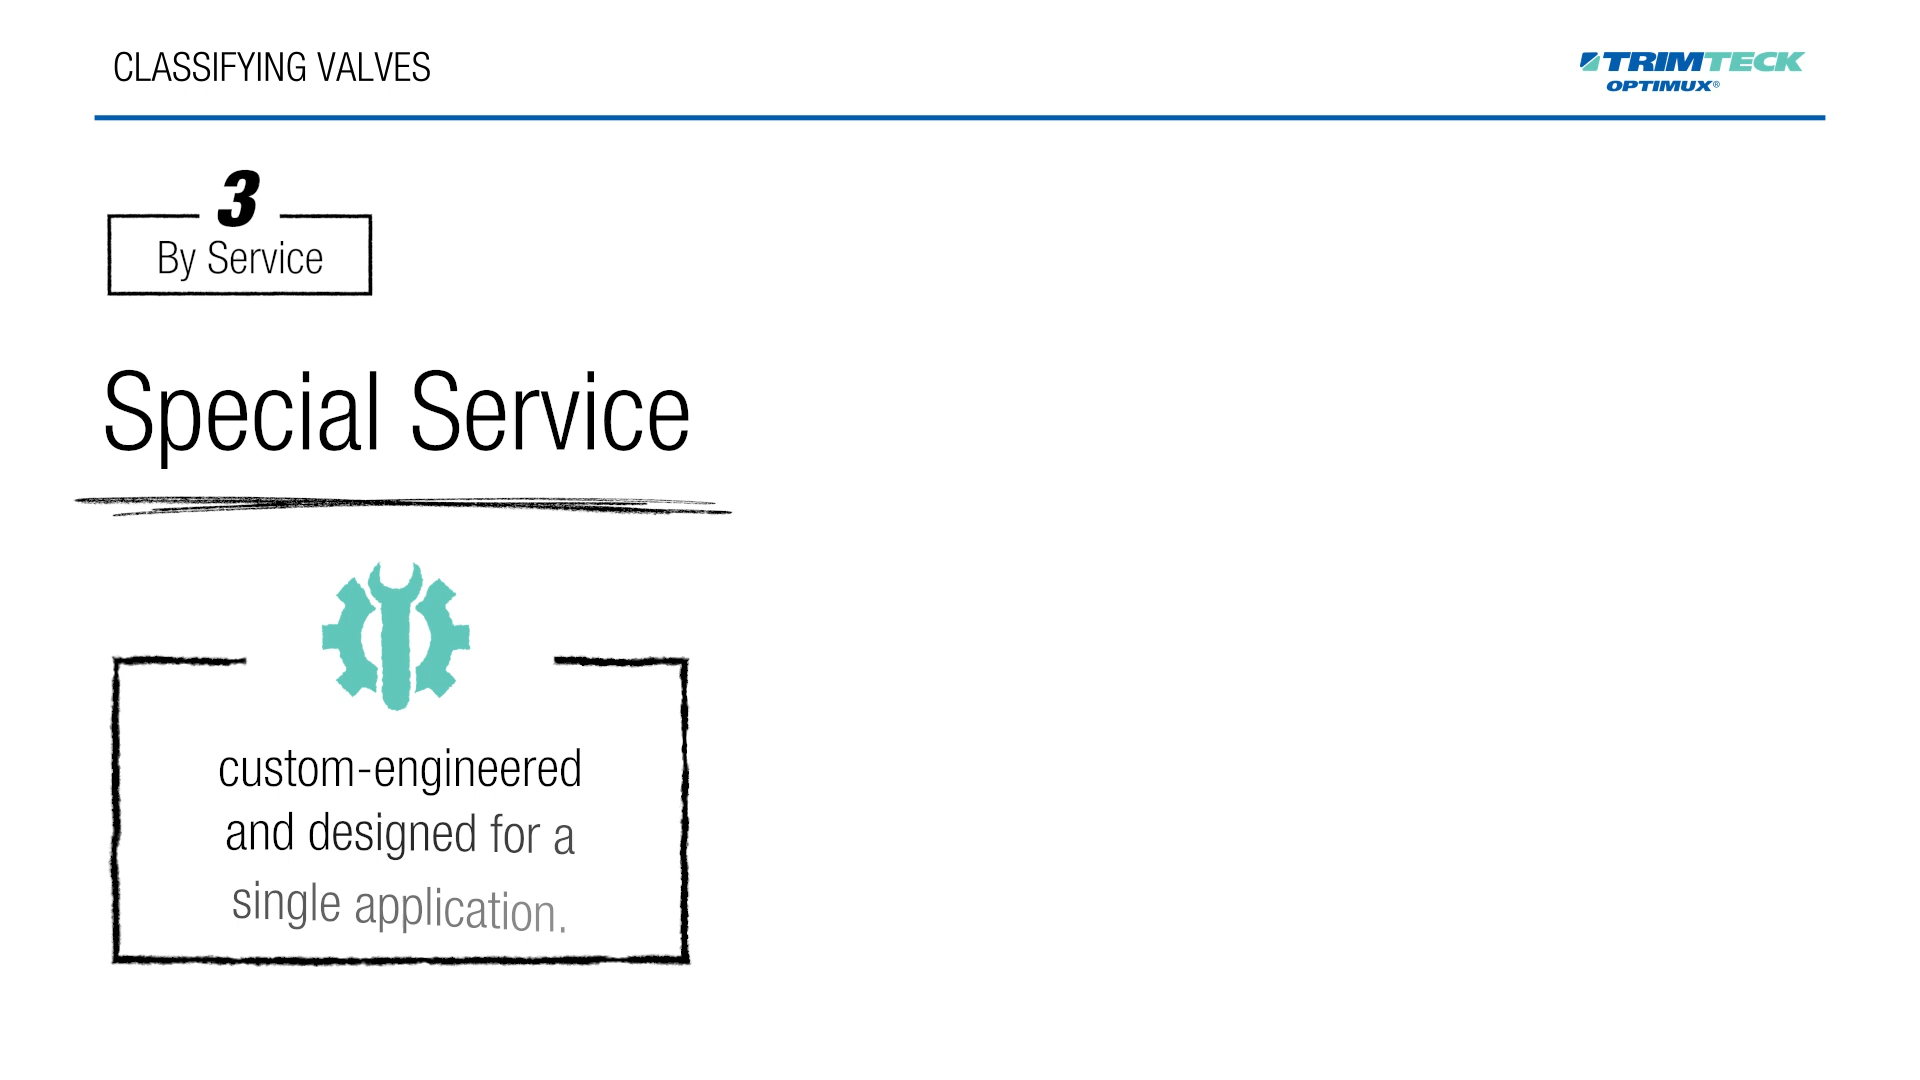 CLASSIFYING VALVES
TRIMTECK
OPTIMUX®
3
By Service
Special Service
custom-engineered
and designed for a
single application.